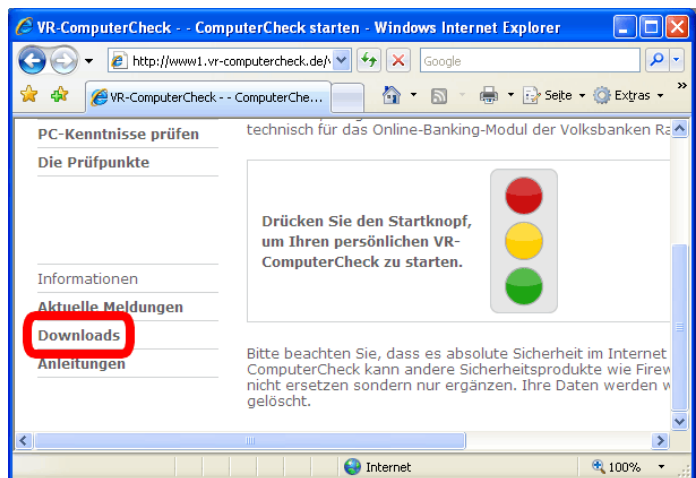 VR-ComputerCheck - - ComputerCheck starten - Windows Internet Explorer
http://www1.vr-computercheck.de/
Google
VR-ComputerCheck - - ComputerChe...
Seite
Extras
PC-Kenntnisse prüfen
technisch für das Online-Banking-Modul der Volksbanken Ra
Die Prüfpunkte
Drücken Sie den Startknopf,
um Ihren persönlichen VR-
ComputerCheck zu starten.
Informationen
Aktuelle Meldungen
Downloads
Anleitungen
Bitte beachten Sie, dass es absolute Sicherheit im Internet
ComputerCheck kann andere Sicherheitsprodukte wie Firew
nicht ersetzen sondern nur ergänzen. Ihre Daten werden w
gelöscht.
Internet
100%